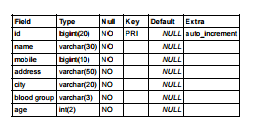 Field Type Null Key Default Extra
id bigint(20) NO PRI NULL auto_increment
name varchar(30) NO NULL
mobile bigint(10) NO NULL
address varchar(50) NO NULL
city varchar(20) NO NULL
blood group varchar(3) NO NULL
age int(2) NO NULL